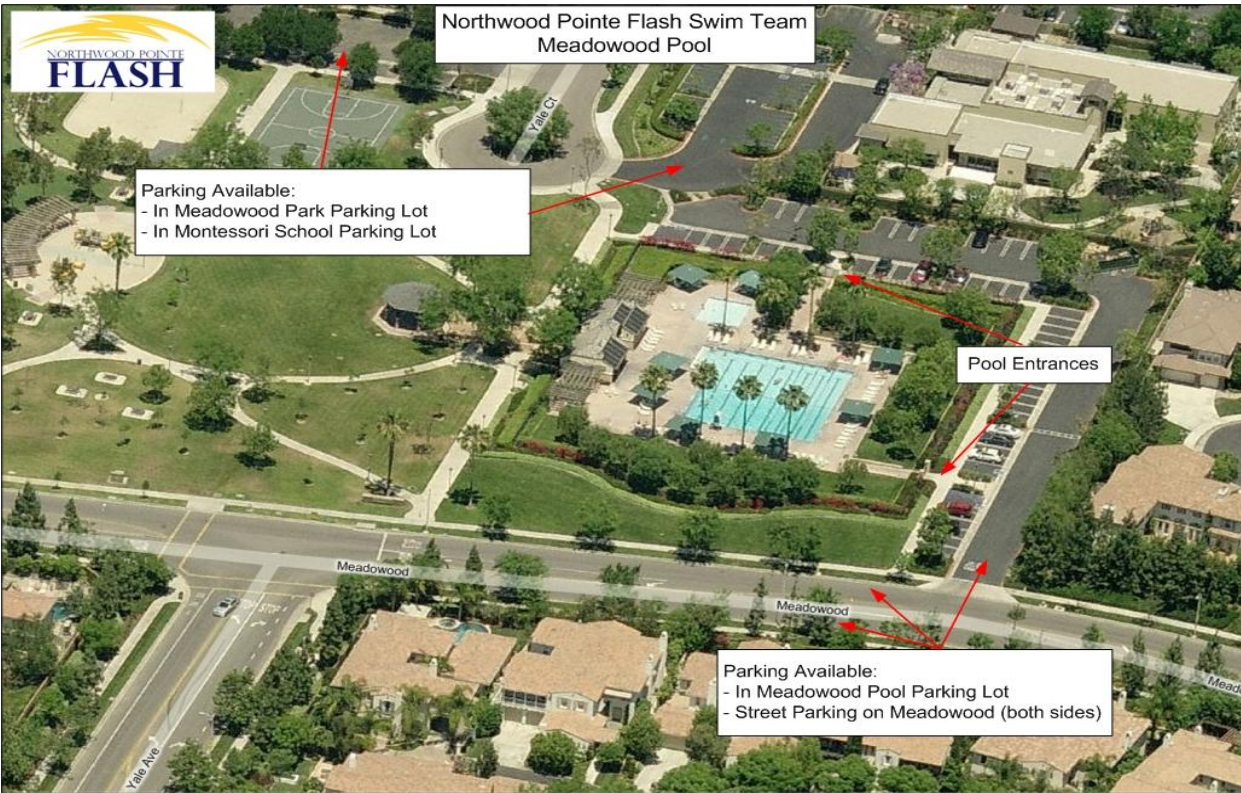 NORTHWOOD POINTE
FLASH
Northwood Pointe Flash Swim Team
Meadowood Pool
Yale Ct
Parking Available:
- In Meadowood Park Parking Lot
- In Montessori School Parking Lot
Pool Entrances
Meadowood
Meadowood
STOP
Parking Available:
- In Meadowood Pool Parking Lot
- Street Parking on Meadowood (both sides)
Yale Ave